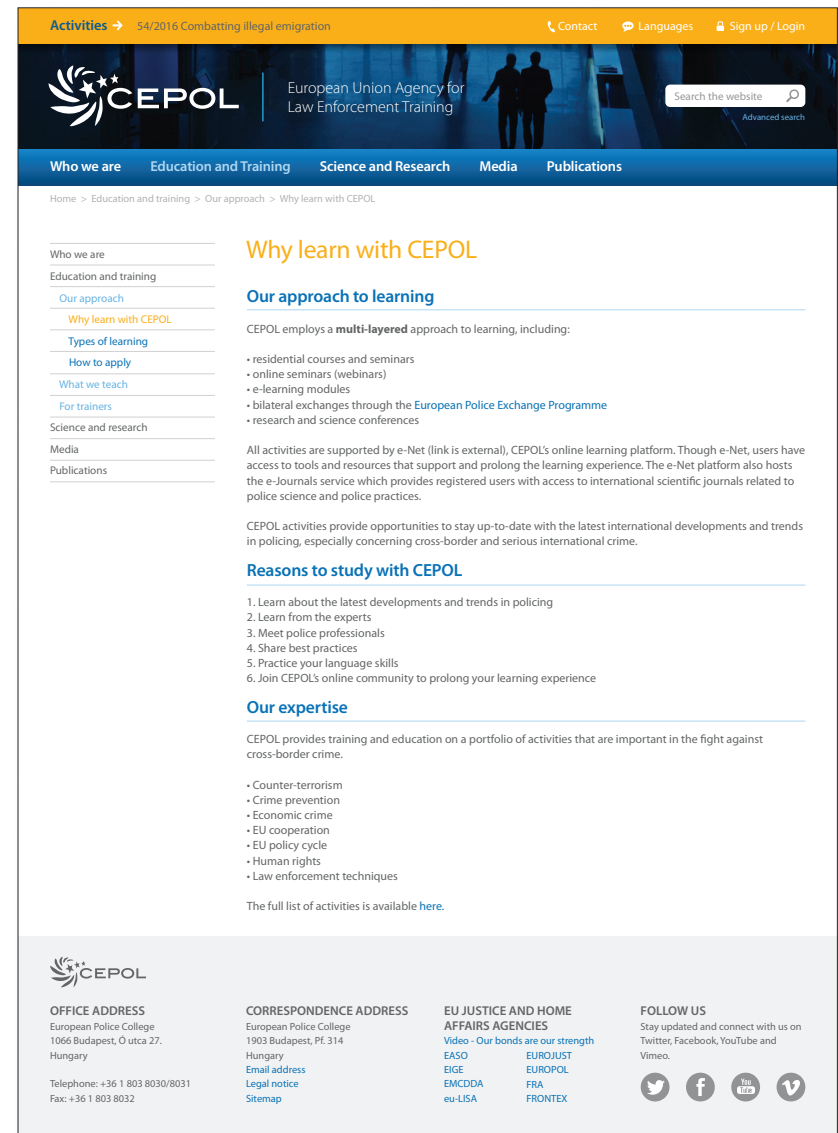 Activities → 54/2016 Combatting illegal emigration
Contact Languages Sign up / Login
CEPOL
European Union Agency for
Law Enforcement Training
Search the website
Advanced search
Who we are Education and Training Science and Research Media Publications
Home > Education and training > Our approach > Why learn with CEPOL
Who we are
Education and training
Our approach
Why learn with CEPOL
Types of learning
How to apply
What we teach
For trainers
Science and research
Media
Publications
Why learn with CEPOL
Our approach to learning
CEPOL employs a multi-layered approach to learning, including:
• residential courses and seminars
• online seminars (webinars)
• e-learning modules
• bilateral exchanges through the European Police Exchange Programme
• research and science conferences
All activities are supported by e-Net (link is external), CEPOL's online learning platform. Though e-Net, users have
access to tools and resources that support and prolong the learning experience. The e-Net platform also hosts
the e-Journals service which provides registered users with access to international scientific journals related to
police science and police practices.
CEPOL activities provide opportunities to stay up-to-date with the latest international developments and trends
in policing, especially concerning cross-border and serious international crime.
Reasons to study with CEPOL
1. Learn about the latest developments and trends in policing
2. Learn from the experts
3. Meet police professionals
4. Share best practices
5. Practice your language skills
6. Join CEPOL's online community to prolong your learning experience
Our expertise
CEPOL provides training and education on a portfolio of activities that are important in the fight against
cross-border crime.
• Counter-terrorism
• Crime prevention
• Economic crime
• EU cooperation
• EU policy cycle
• Human rights
• Law enforcement techniques
The full list of activities is available here.
CEPOL
OFFICE ADDRESS
European Police College
1066 Budapest, Ó utca 27.
Hungary
Telephone: +36 1 803 8030/8031
Fax: +36 1 803 8032
CORRESPONDENCE ADDRESS
European Police College
1903 Budapest, Pf. 314
Hungary
Email address
Legal notice
Sitemap
EU JUSTICE AND HOME
AFFAIRS AGENCIES
Video - Our bonds are our strength
EASO EUROJUST
EIGE EUROPOL
EMCDDA FRA
eu-LISA FRONTEX
FOLLOW US
Stay updated and connect with us on
Twitter, Facebook, YouTube and
Vimeo.
You
Tube